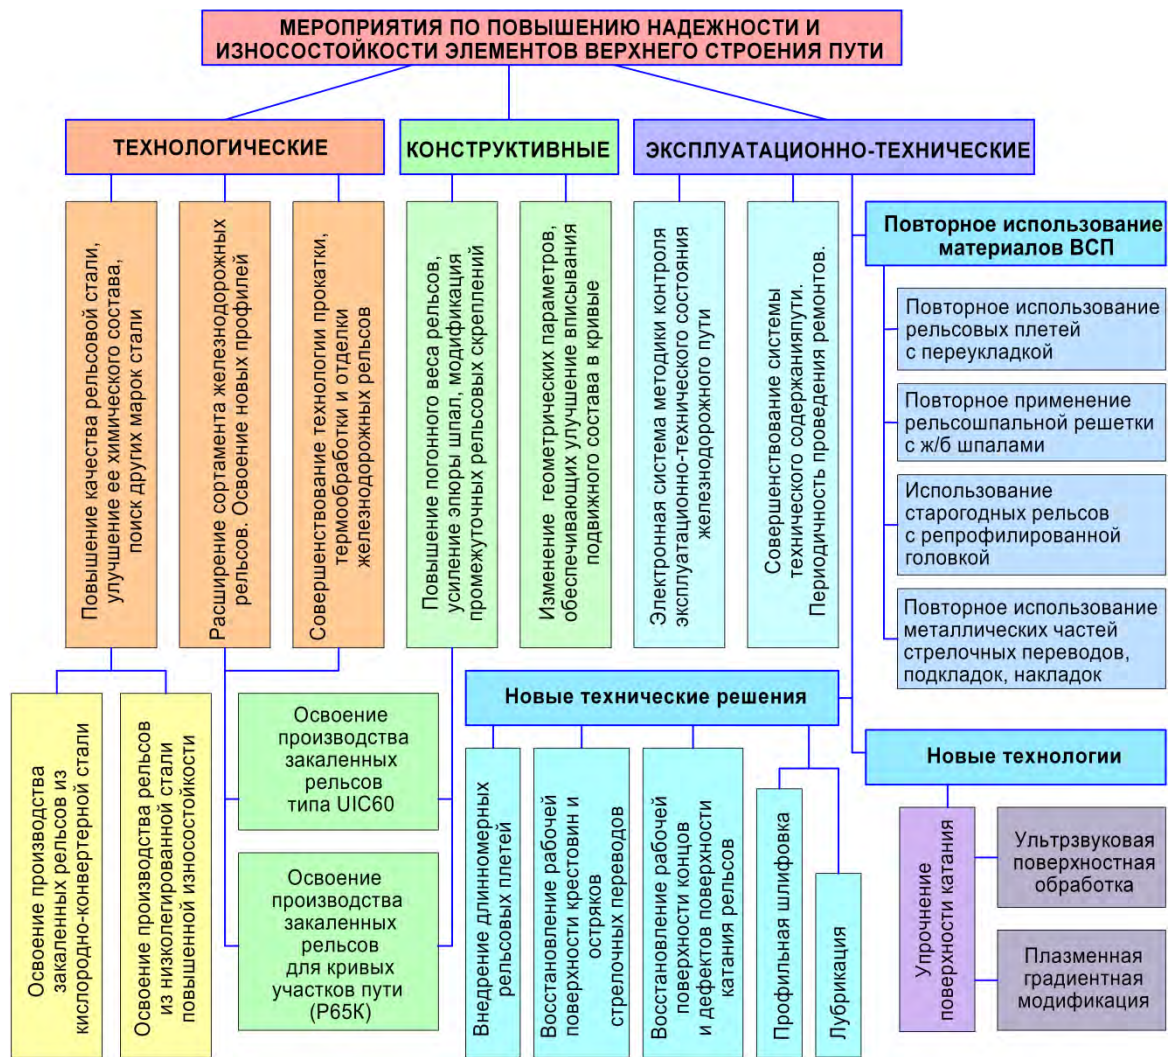 МЕРОПРИЯТИЯ ПО ПОВЫШЕНИЮ НАДЕЖНОСТИ И
ИЗНОСОСТОЙКОСТИ ЭЛЕМЕНТОВ ВЕРХНЕГО СТРОЕНИЯ ПУТИ
ТЕХНОЛОГИЧЕСКИЕ
КОНСТРУКТИВНЫЕ
ЭКСПЛУАТАЦИОННО-ТЕХНИЧЕСКИЕ
Повышение качества рельсовой стали,
улучшение ее химического состава,
поиск других марок стали
Расширение сортамента железнодорожных
рельсов. Освоение новых профилей
Совершенствование технологии прокатки,
термообработки и отделки
железнодорожных рельсов
Повышение погонного веса рельсов,
усиление эпюры шпал, модификация
промежуточных рельсовых скреплений
Изменение геометрических параметров,
обеспечивающих улучшение вписывания
подвижного состава в кривые
Электронная система методики контроля
эксплуатационно-технического состояния
железнодорожного пути
Совершенствование системы
технического содержанияпути.
Периодичность проведения ремонтов.
Повторное использование
материалов ВСП
Повторное использование
рельсовых плетей
с переукладкой
Повторное применение
рельсошпальной решетки
с ж/б шпалами
Использование
старогодных рельсов
с репрофилированной
головкой
Повторное использование
металлических частей
стрелочных переводов,
подкладок, накладок
Освоение производства
закаленных рельсов из
кислородно-конвертерной стали
Освоение производства рельсов
из низколегированной стали
повышенной износостойкости
Освоение
производства
закаленных
рельсов
типа UIC60
Освоение
производства
закаленных
рельсов
для кривых
участков пути
(Р65К)
Новые технические решения
Внедрение длинномерных
рельсовых плетей
Восстановление рабочей
поверхности крестовин и
остряков
стрелочных переводов
Восстановление рабочей
поверхности концов
и дефектов поверхности
катания рельсов
Профильная шлифовка
Лубрикация
Новые технологии
Упрочнение
поверхности катания
Ультрзвуковая
поверхностная
обработка
Плазменная
градиентная
модификация